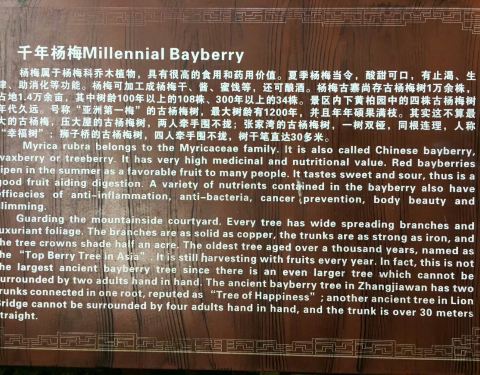 千年杨梅Millennial Bayberry
杨梅属于杨梅科乔木植物，具有很高的食用和药用价值。夏季杨梅当令，酸甜可口，有止渴、生
津、助消化等功能。杨梅可加工成杨梅干、酱、蜜饯等，还可酿酒。杨梅古寨尚存古杨梅树1万余株，
占地1.4万余亩，其中树龄100年以上的108株、300年以上的34株。景区内下黄柏园中的四株古杨梅树
年代久远，号称“亚洲第一梅”的古杨梅树，最大树龄有1200年，并且年年硕果满枝。其实这不算最
大的古杨梅，压大屋的古杨梅树，两人牵手围不拢；张家湾的古杨梅树，一树双桠，同根连理，人称
“幸福树”；狮子桥的古杨梅树，四人牵手围不拢，树干笔直达30多米。
Myrica rubra belongs to the Myricaceae family. It is also called Chinese bayberry,
waxberry or treeberry. It has very high medicinal and nutritional value. Red bayberries
ripen in the summer as a favorable fruit to many people. It tastes sweet and sour, thus is a
good fruit aiding digestion. A variety of nutrients contained in the bayberry also have
efficacies of anti-inflammation, anti-bacteria, cancer prevention, body beauty and
slimming.
Guarding the mountainside courtyard. Every tree has wide spreading branches and
luxuriant foliage. The branches are as solid as copper, the trunks are as strong as iron, and
the tree crowns shade half an acre. The oldest tree aged over a thousand years, named as
the “Top Berry Tree in Asia”. It is still harvesting with fruits every year. In fact, this is not
the largest ancient bayberry tree since there is an even larger tree which cannot be
surrounded by two adults hand in hand. The ancient bayberry tree in Zhangjiawan has two
trunks connected in one root, reputed as “Tree of Happiness”; another ancient tree in Lion
Bridge cannot be surrounded by four adults hand in hand, and the trunk is over 30 meters
straight.